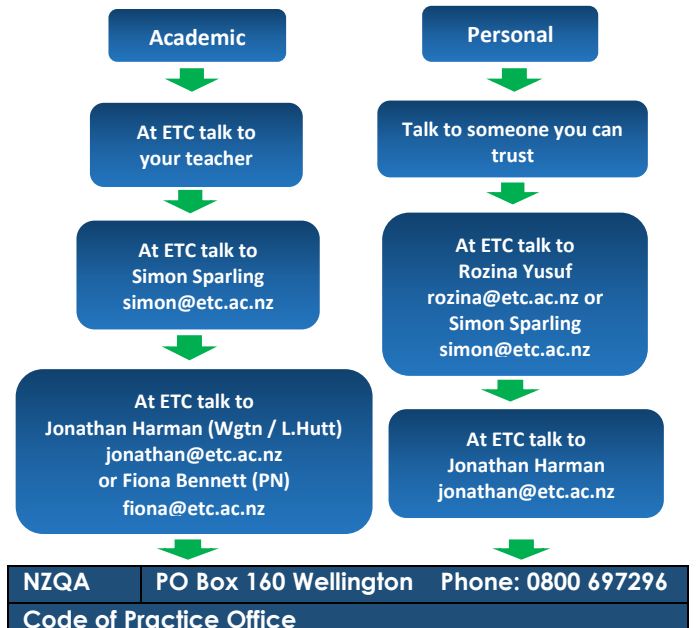 Academic
At ETC talk to
your teacher
At ETC talk to
Simon Sparling
simon@etc.ac.nz
At ETC talk to
Jonathan Harman (Wgtn / L.Hutt)
jonathan@etc.ac.nz
or Fiona Bennett (PN)
fiona@etc.ac.nz
Personal
Talk to someone you can
trust
At ETC talk to
Rozina Yusuf
rozina@etc.ac.nz or
Simon Sparling
simon@etc.ac.nz
At ETC talk to
Jonathan Harman
jonathan@etc.ac.nz
NZQA PO Box 160 Wellington Phone: 0800 697296
Code of Practice Office